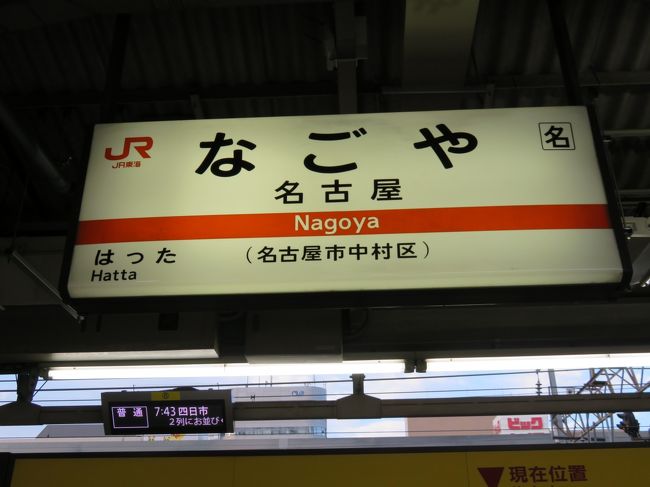 JR
JR東海
なごや
名
名古屋
Nagoya
はった
Hatta
(名古屋市中村区)
普通 7:43 四日市
2列にお並びく
ビック
現在位置